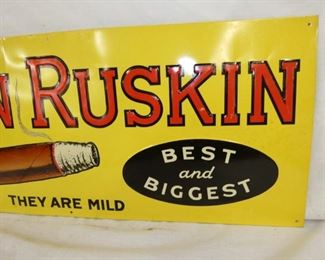 N RUSKIN
BEST
and
BIGGEST
THEY ARE MILD